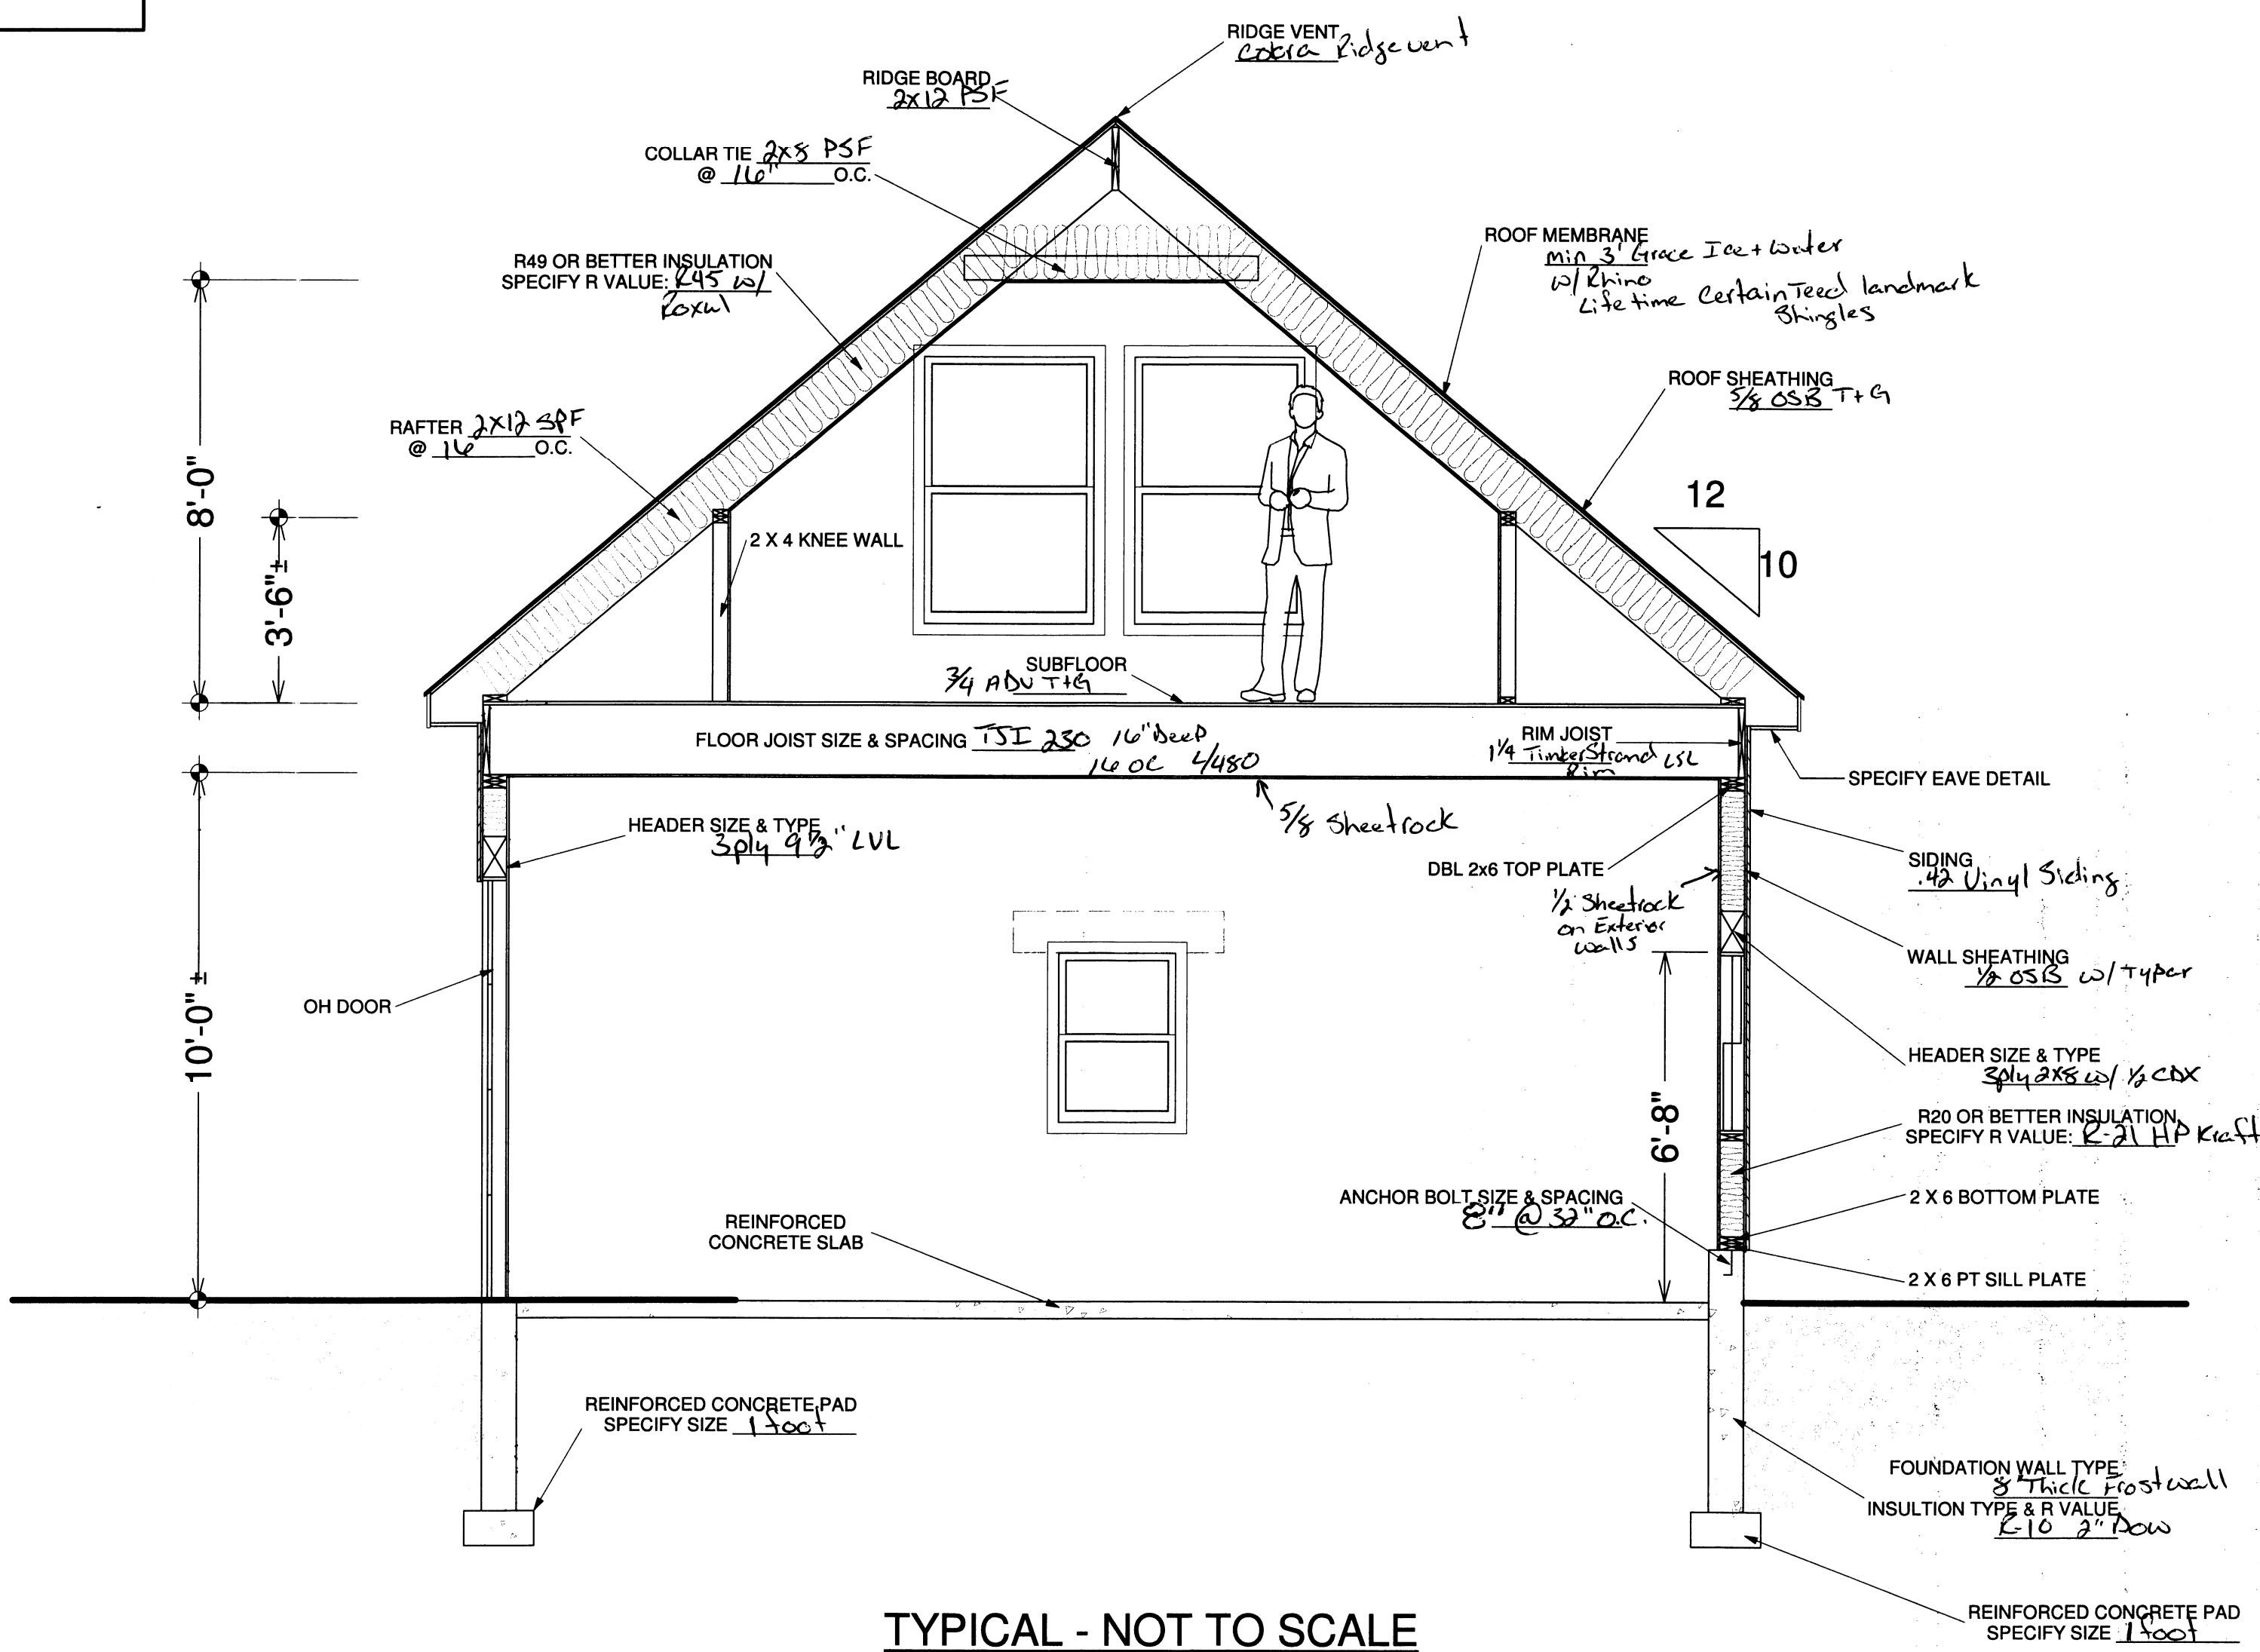 RIDGE VENT
Cobra Ridge vent
RIDGE BOARD
2x12 PSF
COLLAR TIE 2x8 PSF
@ 16" O.C.
R49 OR BETTER INSULATION
SPECIFY R VALUE: R45 w/
Roxul
ROOF MEMBRANE
min 3' Grace Ice + Water
w/ Rhino
Lifetime CertainTeed landmark
Shingles
ROOF SHEATHING
5/8 OSB T+G
RAFTER 2x12 SPF
@ 16 O.C.
12
10
8'-0"
3'-6"±
2 X 4 KNEE WALL
SUBFLOOR
3/4 ADV T+G
FLOOR JOIST SIZE & SPACING TJI 230 16" Deep
16 OC L/480
RIM JOIST
1 1/4 TimberStrand LSL
Rim
SPECIFY EAVE DETAIL
5/8 Sheetrock
HEADER SIZE & TYPE
3ply 9 1/2" LVL
DBL 2x6 TOP PLATE
1/2 Sheetrock
on Exterior
walls
SIDING
.42 Vinyl Siding
WALL SHEATHING
1/2 OSB w/ Typar
OH DOOR
10'-0" ±
6'-8"
HEADER SIZE & TYPE
3ply 2x8 w/ 1/2 CDX
R20 OR BETTER INSULATION
SPECIFY R VALUE: R-21 HP Kraft
ANCHOR BOLT SIZE & SPACING
8" @ 32" O.C.
2 X 6 BOTTOM PLATE
REINFORCED
CONCRETE SLAB
2 X 6 PT SILL PLATE
REINFORCED CONCRETE PAD
SPECIFY SIZE 1 foot
FOUNDATION WALL TYPE
8" Thick Frostwall
INSULTION TYPE & R VALUE
R-10 2" Dow
REINFORCED CONCRETE PAD
SPECIFY SIZE 1 foot
TYPICAL - NOT TO SCALE